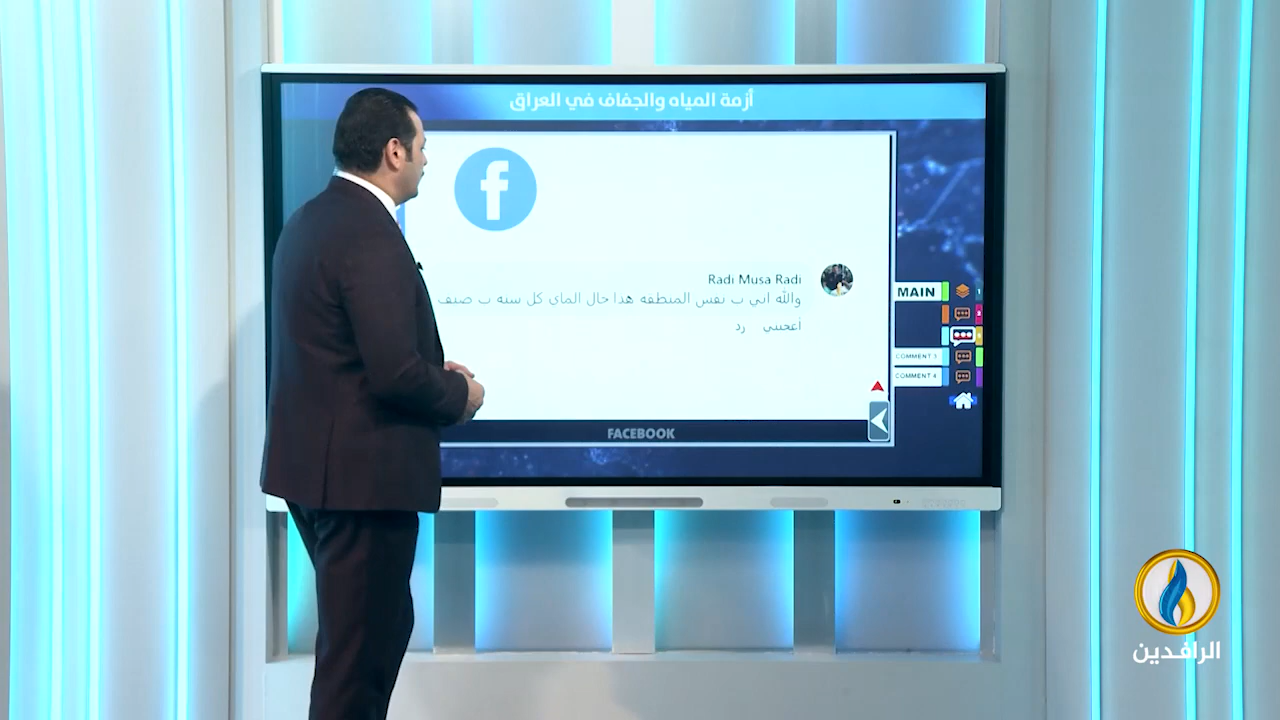 أزمة المياه والجفاف في العراق
f
Radi Musa Radi
والله اني ب نفس المنطقه هذا حال الماي كل سنه ب صيف
أعجبني رد
FACEBOOK
MAIN
COMMENT 3
COMMENT 4
الرافدين